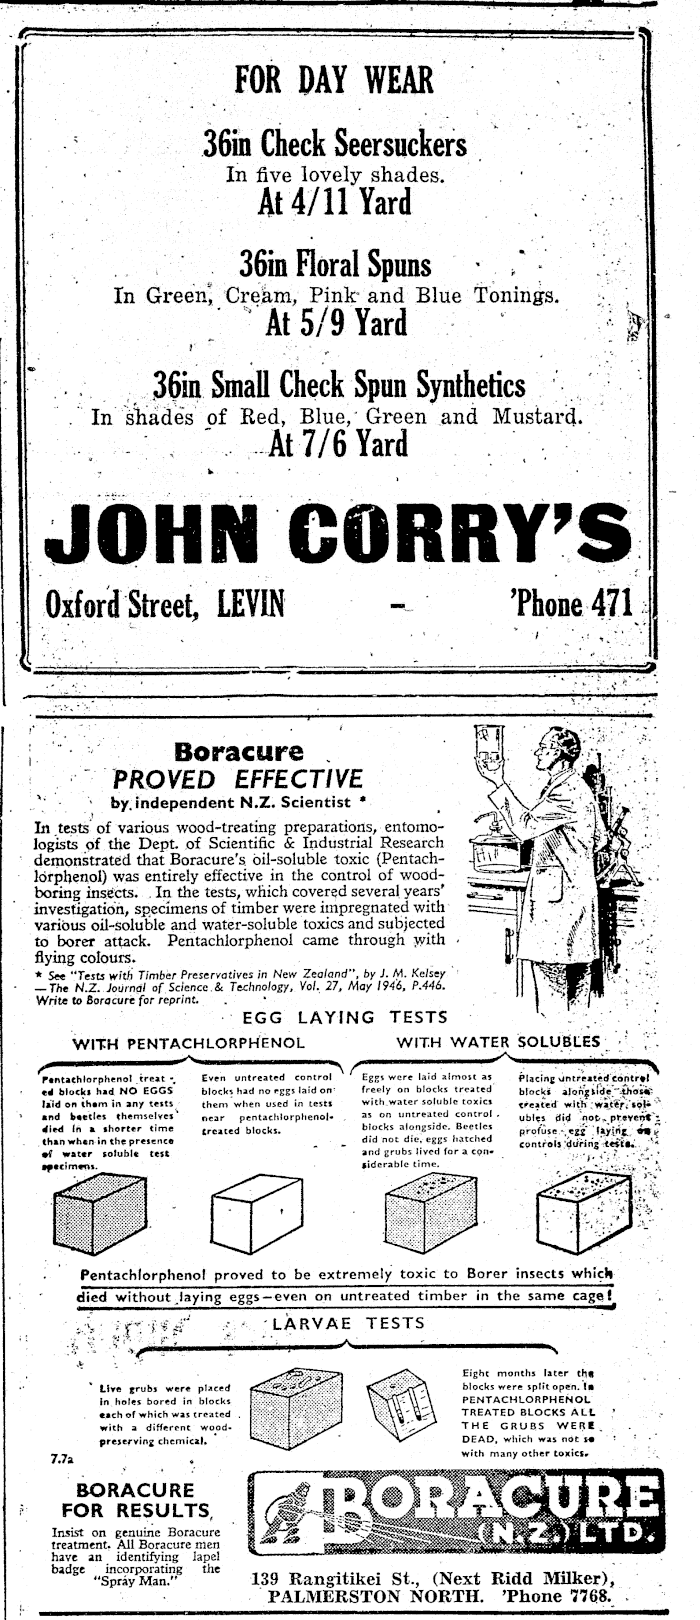 FOR DAY WEAR
36in Check Seersuckers
In five lovely shades.
At 4/11 Yard
36in Floral Spuns
In Green, Cream, Pink and Blue Tonings.
At 5/9 Yard
36in Small Check Spun Synthetics
In shades of Red, Blue, Green and Mustard.
At 7/6 Yard
JOHN CORRY'S
Oxford Street, LEVIN – 'Phone 471
Boracure
PROVED EFFECTIVE
by independent N.Z. Scientist *
In tests of various wood-treating preparations, entomo-
logists of the Dept. of Scientific & Industrial Research
demonstrated that Boracure's oil-soluble toxic (Pentach-
lorphenol) was entirely effective in the control of wood-
boring insects. In the tests, which covered several years'
investigation, specimens of timber were impregnated with
various oil-soluble and water-soluble toxics and subjected
to borer attack. Pentachlorphenol came through with
flying colours.
* See "Tests with Timber Preservatives in New Zealand", by J. M. Kelsey
—The N.Z. Journal of Science & Technology, Vol. 27, May 1946, P.446.
Write to Boracure for reprint.
EGG LAYING TESTS
WITH PENTACHLORPHENOL
Pentachlorphenol treat-
ed blocks had NO EGGS
laid on them in any tests
and beetles themselves
died in a shorter time
than when in the presence
of water soluble test
specimens.
Even untreated control
blocks had no eggs laid on
them when used in tests
near pentachlorphenol-
treated blocks.
WITH WATER SOLUBLES
Eggs were laid almost as
freely on blocks treated
with water soluble toxics
as on untreated control
blocks alongside. Beetles
did not die, eggs hatched
and grubs lived for a con-
siderable time.
Placing untreated control
blocks alongside those
treated with water sol-
ubles did not prevent
profuse egg laying on
controls during tests.
Pentachlorphenol proved to be extremely toxic to Borer insects which
died without laying eggs—even on untreated timber in the same cage!
LARVAE TESTS
Live grubs were placed
in holes bored in blocks
each of which was treated
with a different wood-
preserving chemical.
Eight months later the
blocks were split open. In
PENTACHLORPHENOL
TREATED BLOCKS ALL
THE GRUBS WERE
DEAD, which was not so
with many other toxics.
7.7a
BORACURE
FOR RESULTS
Insist on genuine Boracure
treatment. All Boracure men
have an identifying lapel
badge incorporating the
"Spray Man."
BORACURE
(N.Z.) LTD.
139 Rangitikei St., (Next Ridd Milker),
PALMERSTON NORTH. 'Phone 7768.